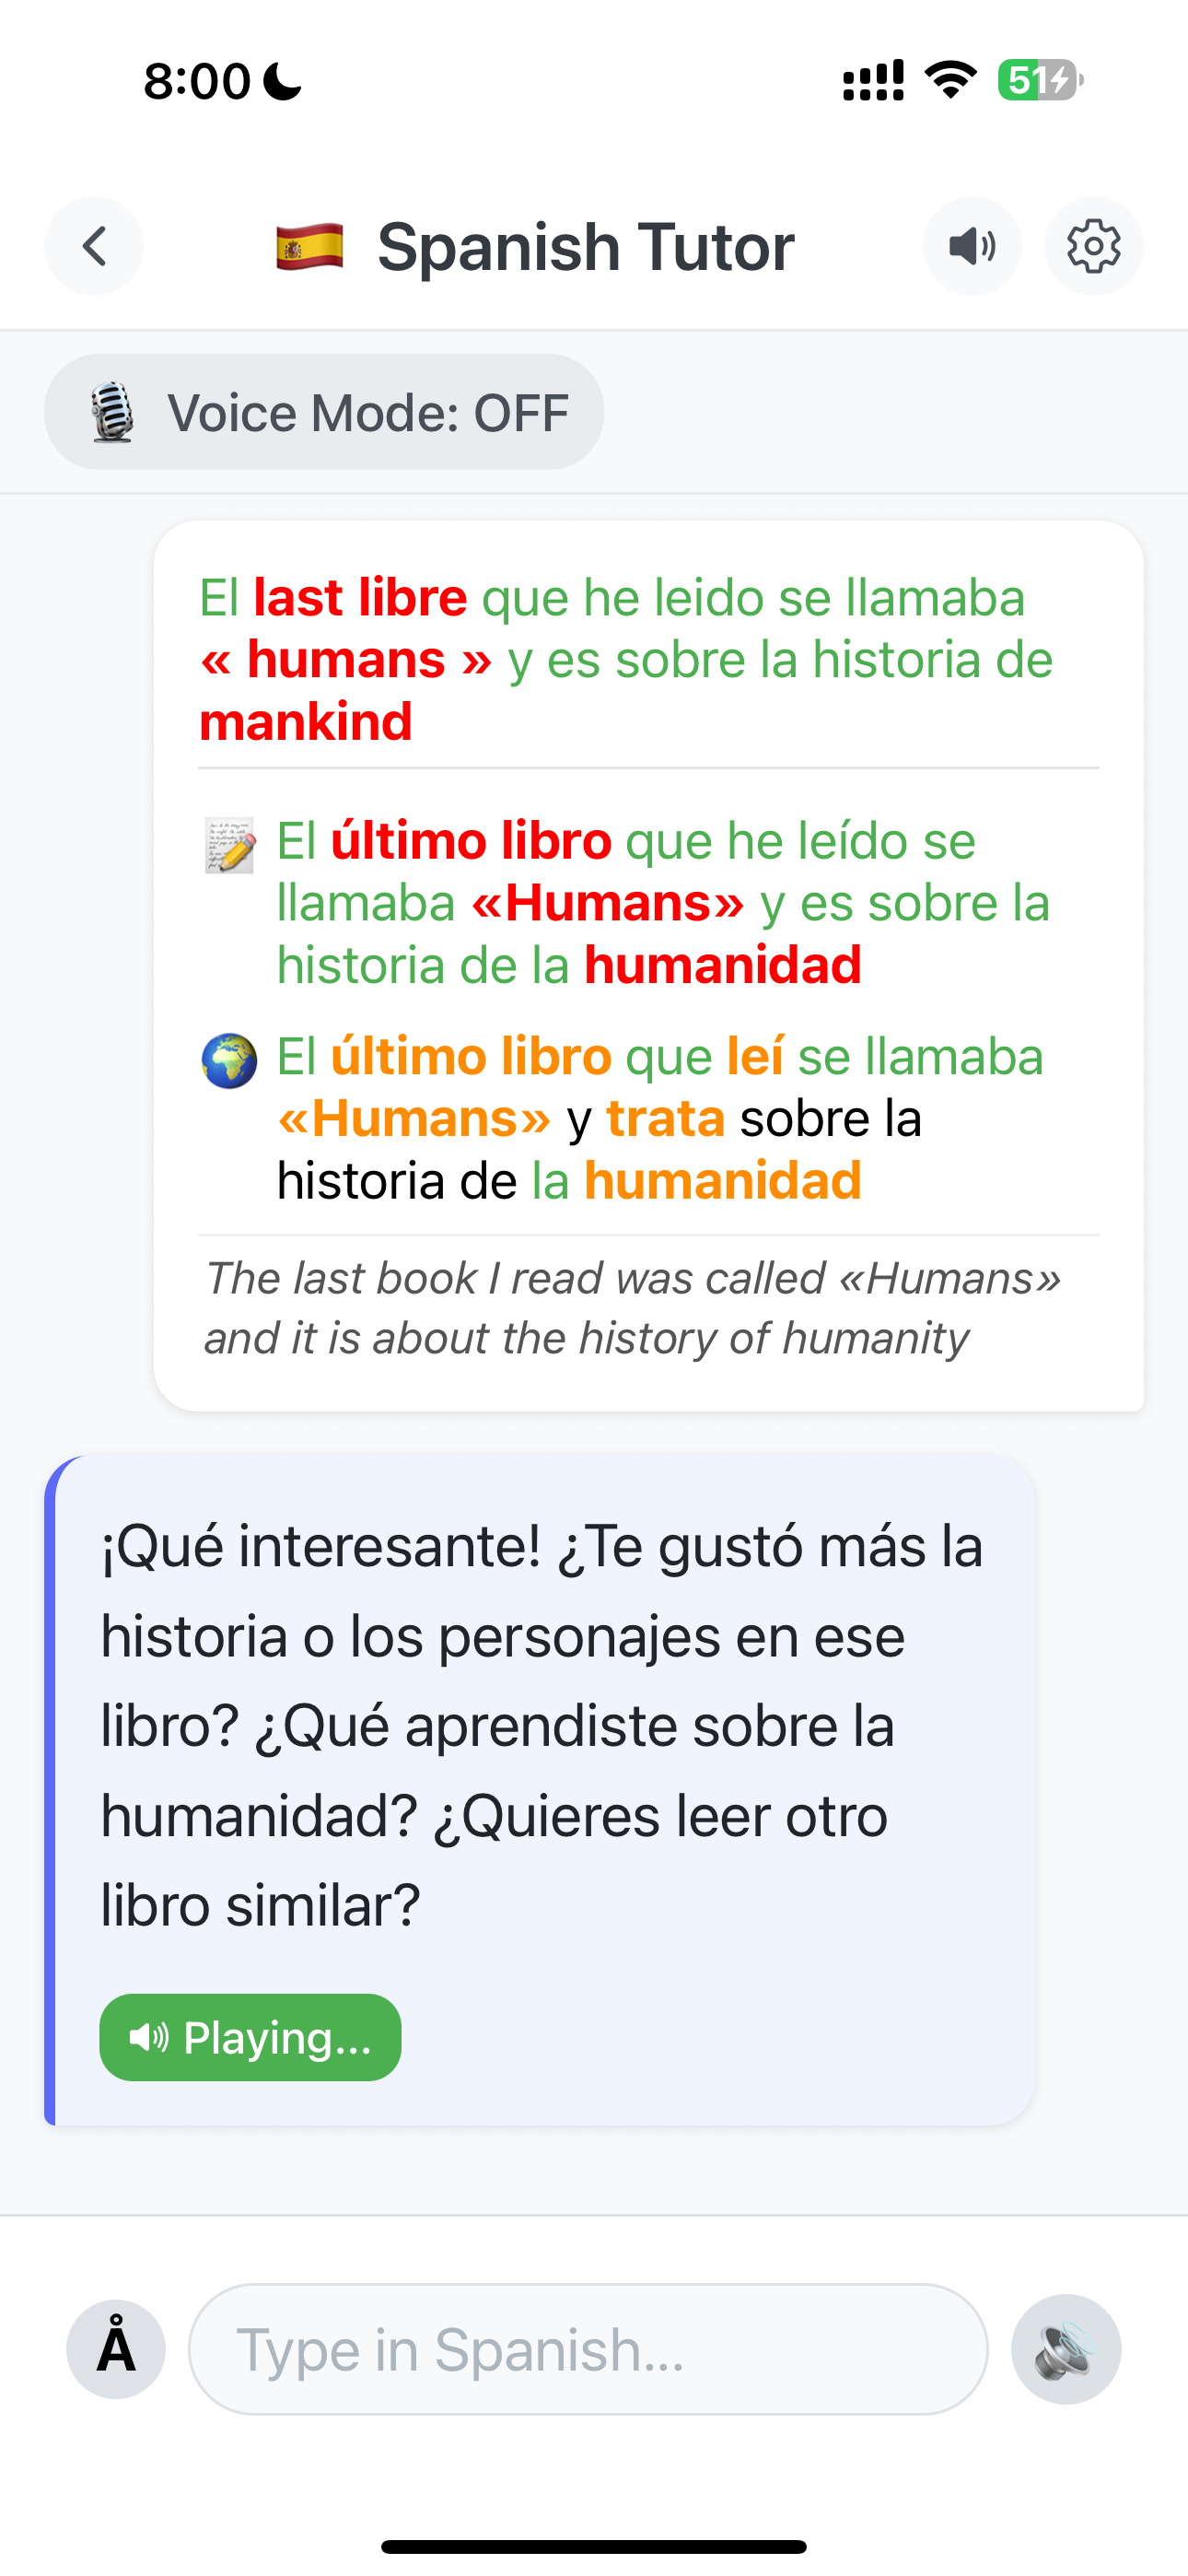 8:00
51
Spanish Tutor
Voice Mode: OFF
El last libre que he leido se llamaba
« humans » y es sobre la historia de
mankind
El último libro que he leído se
llamaba «Humans» y es sobre la
historia de la humanidad
El último libro que leí se llamaba
«Humans» y trata sobre la
historia de la humanidad
The last book I read was called «Humans»
and it is about the history of humanity
¡Qué interesante! ¿Te gustó más la
historia o los personajes en ese
libro? ¿Qué aprendiste sobre la
humanidad? ¿Quieres leer otro
libro similar?
Playing...
Å
Type in Spanish...